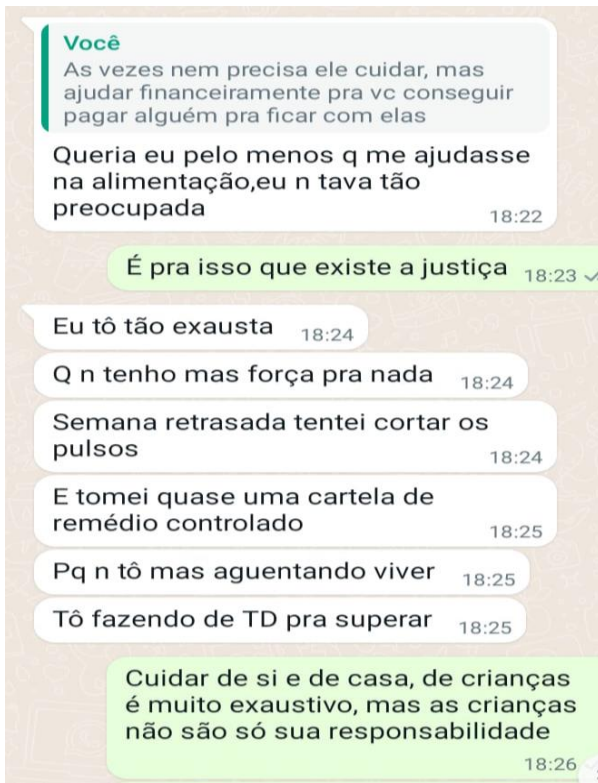 Você
As vezes nem precisa ele cuidar, mas
ajudar financeiramente pra vc conseguir
pagar alguém pra ficar com elas
Queria eu pelo menos q me ajudasse
na alimentação,eu n tava tão
preocupada
18:22
É pra isso que existe a justiça 18:23
Eu tô tão exausta 18:24
Q n tenho mas força pra nada 18:24
Semana retrasada tentei cortar os
pulsos
18:24
E tomei quase uma cartela de
remédio controlado
18:25
Pq n tô mas aguentando viver 18:25
Tô fazendo de TD pra superar 18:25
Cuidar de si e de casa, de crianças
é muito exaustivo, mas as crianças
não são só sua responsabilidade
18:26